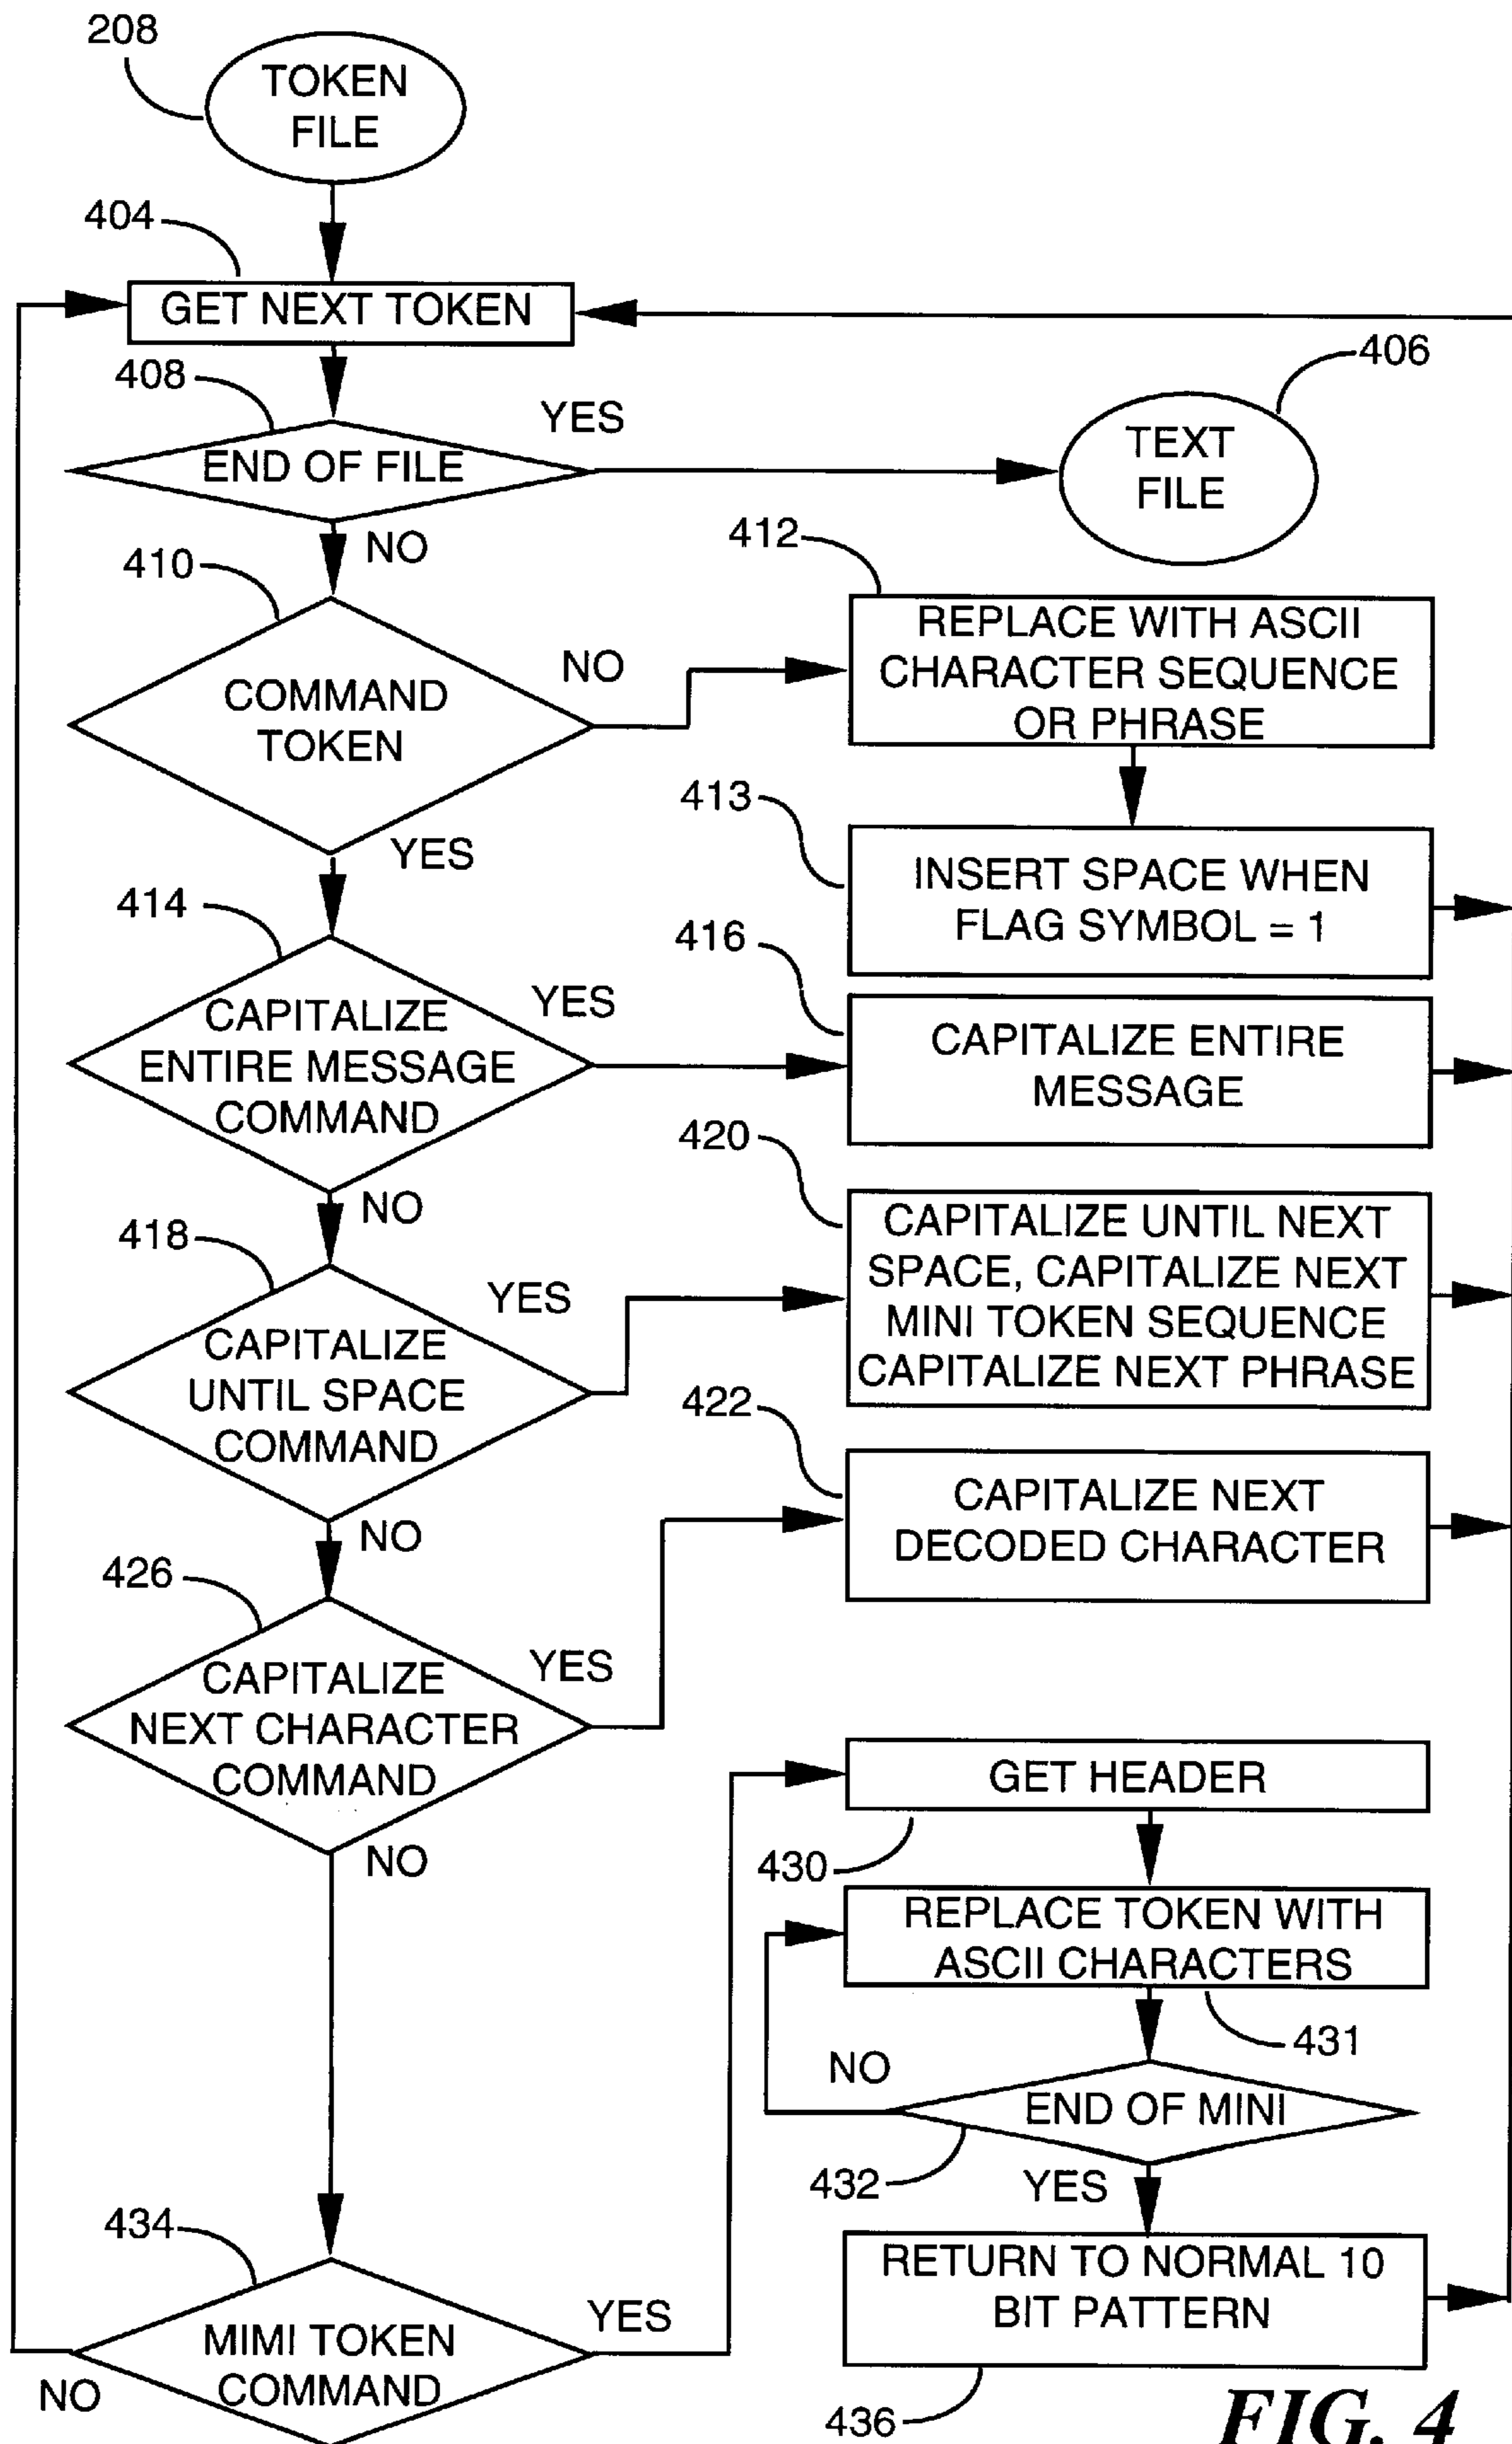 208
TOKEN
FILE
404
GET NEXT TOKEN
408
YES
END OF FILE
406
TEXT
FILE
NO
410
COMMAND
TOKEN
NO
412
REPLACE WITH ASCII
CHARACTER SEQUENCE
OR PHRASE
YES
413
INSERT SPACE WHEN
FLAG SYMBOL = 1
414
CAPITALIZE
ENTIRE MESSAGE
COMMAND
YES
416
CAPITALIZE ENTIRE
MESSAGE
NO
418
CAPITALIZE
UNTIL SPACE
COMMAND
YES
420
CAPITALIZE UNTIL NEXT
SPACE, CAPITALIZE NEXT
MINI TOKEN SEQUENCE
CAPITALIZE NEXT PHRASE
NO
426
CAPITALIZE
NEXT CHARACTER
COMMAND
YES
422
CAPITALIZE NEXT
DECODED CHARACTER
NO
434
MIMI TOKEN
COMMAND
YES
NO
GET HEADER
430
REPLACE TOKEN WITH
ASCII CHARACTERS
431
NO
END OF MINI
432
YES
RETURN TO NORMAL 10
BIT PATTERN
436
FIG. 4